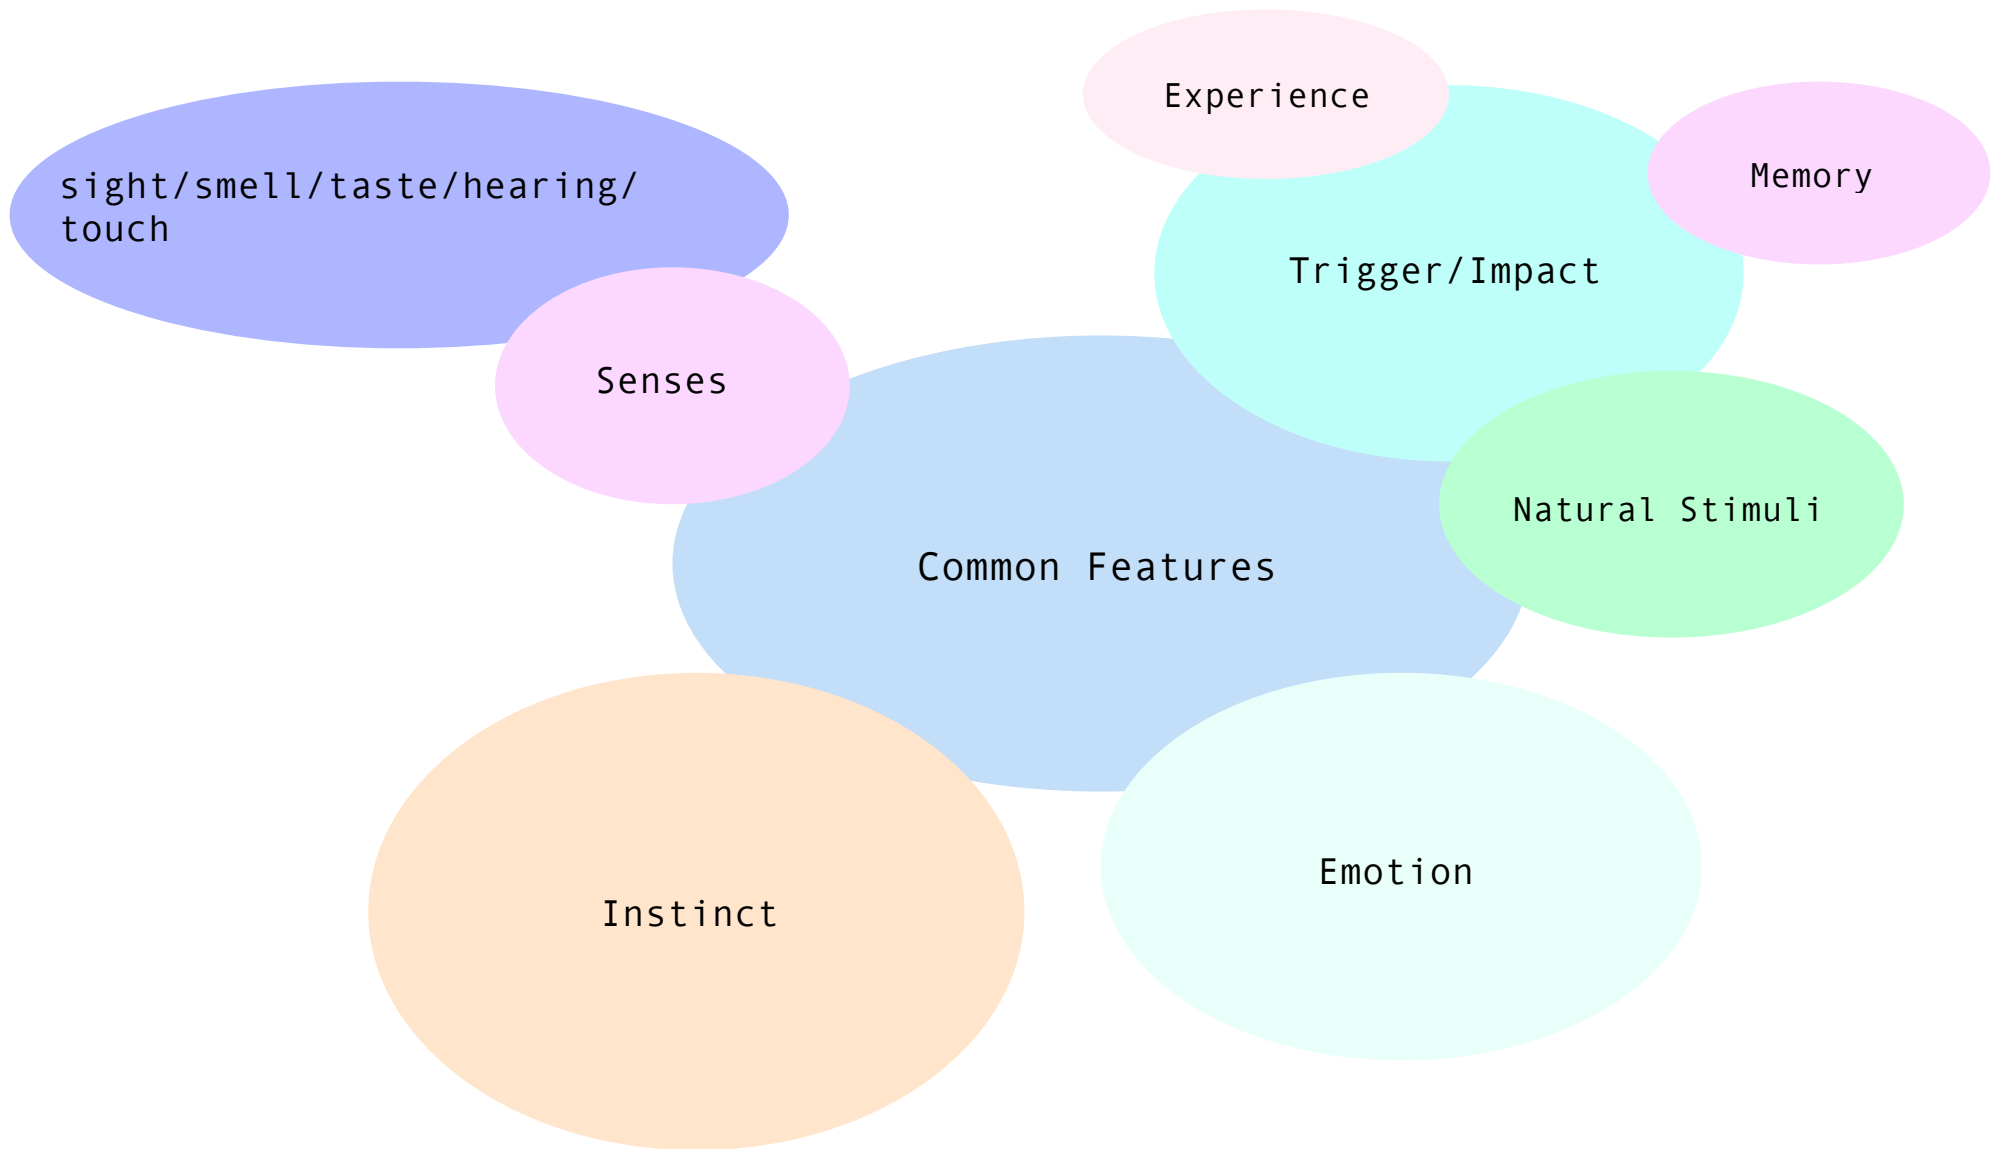 Experience
Memory
sight/smell/taste/hearing/
touch
Trigger/Impact
Senses
Natural Stimuli
Common Features
Emotion
Instinct